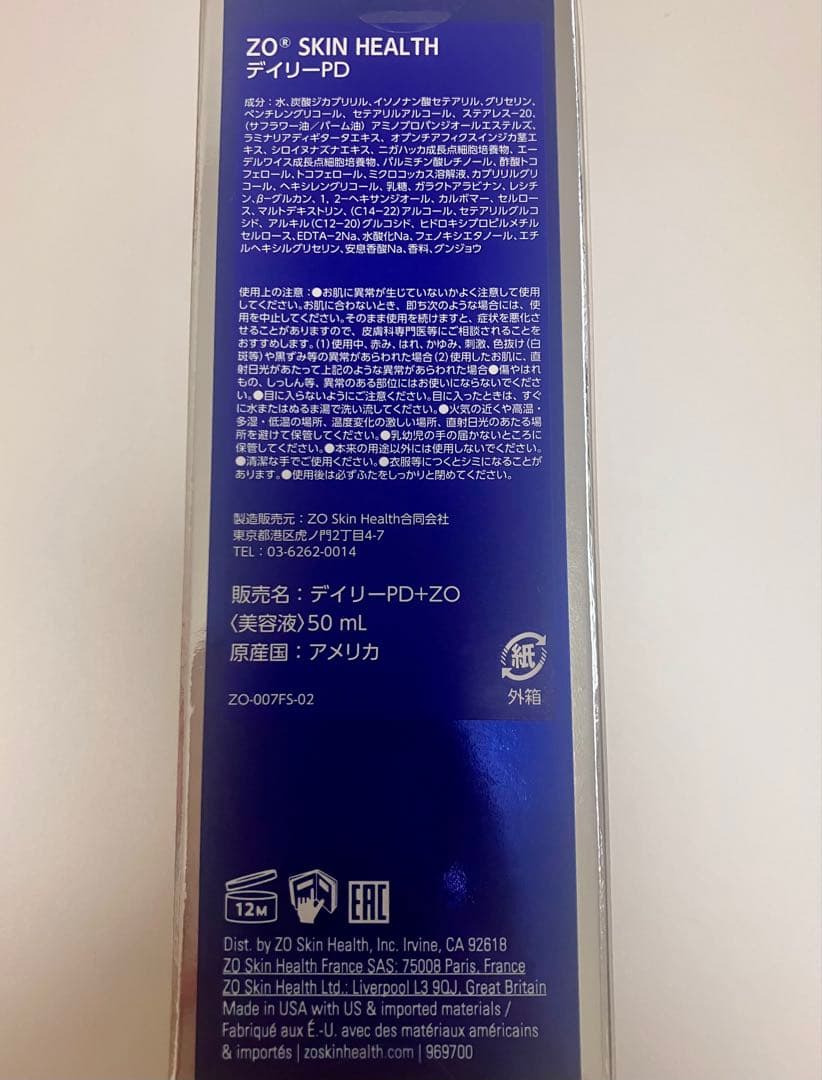 ZO® SKIN HEALTH
デイリーPD
成分：水、炭酸ジカプリリル、イソノナン酸セテアリル、グリセリン、
ペンチレングリコール、 セテアリルアルコール、 ステアレス-20、
（サフラワー油／パーム油） アミノプロパンジオールエステルズ、
ラミナリアディギタータエキス、 オプンチアフィクスインジカ茎エ
キス、シロイヌナズナエキス、 ニガハッカ成長点細胞培養物、エー
デルワイス成長点細胞培養物、パルミチン酸レチノール、酢酸トコ
フェロール、トコフェロール、ミクロコッカス溶解液、カプリリルグリ
コール、ヘキシレングリコール、乳糖、ガラクトアラビナン、レシチ
ン、β-グルカン、1，2-ヘキサンジオール、カルボマー、セルロー
ス、マルトデキストリン、（C14-22）アルコール、セテアリルグルコ
シド、アルキル（C12-20）グルコシド、ヒドロキシプロピルメチル
セルロース、EDTA-2Na、水酸化Na、フェノキシエタノール、エチ
ルヘキシルグリセリン、安息香酸Na、香料、グンジョウ
使用上の注意：●お肌に異常が生じていないかよく注意して使用
してください。お肌に合わないとき、即ち次のような場合には、使
用を中止してください。そのまま使用を続けますと、症状を悪化さ
せることがありますので、皮膚科専門医等にご相談されることを
おすすめします。（1）使用中、赤み、はれ、かゆみ、刺激、色抜け（白
斑等）や黒ずみ等の異常があらわれた場合（2）使用したお肌に、直
射日光があたって上記のような異常があらわれた場合●傷やはれ
もの、しっしん等、異常のある部位にはお使いにならないでくださ
い。●目に入らないようにご注意ください。目に入ったときは、すぐ
に水またはぬるま湯で洗い流してください。●火気の近くや高温・
多湿・低温の場所、温度変化の激しい場所、直射日光のあたる場
所を避けて保管してください。●乳幼児の手の届かないところに
保管してください。●本来の用途以外には使用しないでください。
●清潔な手でご使用ください。●衣服等につくとシミになることが
あります。●使用後は必ずふたをしっかりと閉めてください。
製造販売元：ZO Skin Health合同会社
東京都港区虎ノ門2丁目4-7
TEL：03-6262-0014
販売名：デイリーPD+ZO
〈美容液〉50 mL
原産国：アメリカ
紙
ZO-007FS-02
外箱
12M
EAC
Dist. by ZO Skin Health, Inc. Irvine, CA 92618
ZO Skin Health France SAS: 75008 Paris, France
ZO Skin Health Ltd.: Liverpool L3 9QJ, Great Britain
Made in USA with US & imported materials /
Fabriqué aux É.-U. avec des matériaux américains
& importés | zoskinhealth.com | 969700